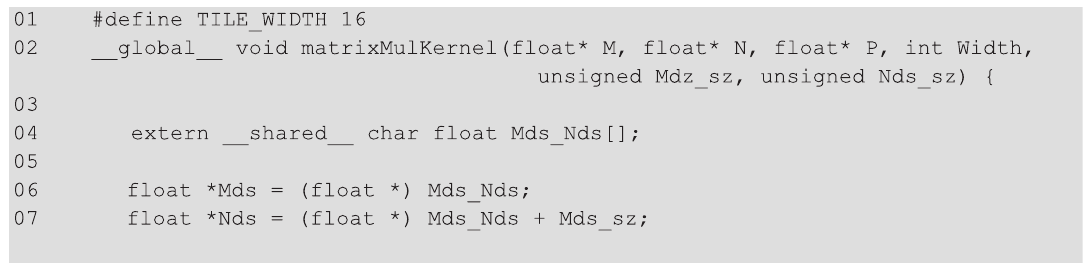 01 #define TILE_WIDTH 16
02 __global__ void matrixMulKernel(float* M, float* N, float* P, int Width,
unsigned Mdz_sz, unsigned Nds_sz) {
03
04 extern __shared__ char float Mds_Nds[];
05
06 float *Mds = (float *) Mds_Nds;
07 float *Nds = (float *) Mds_Nds + Mds_sz;